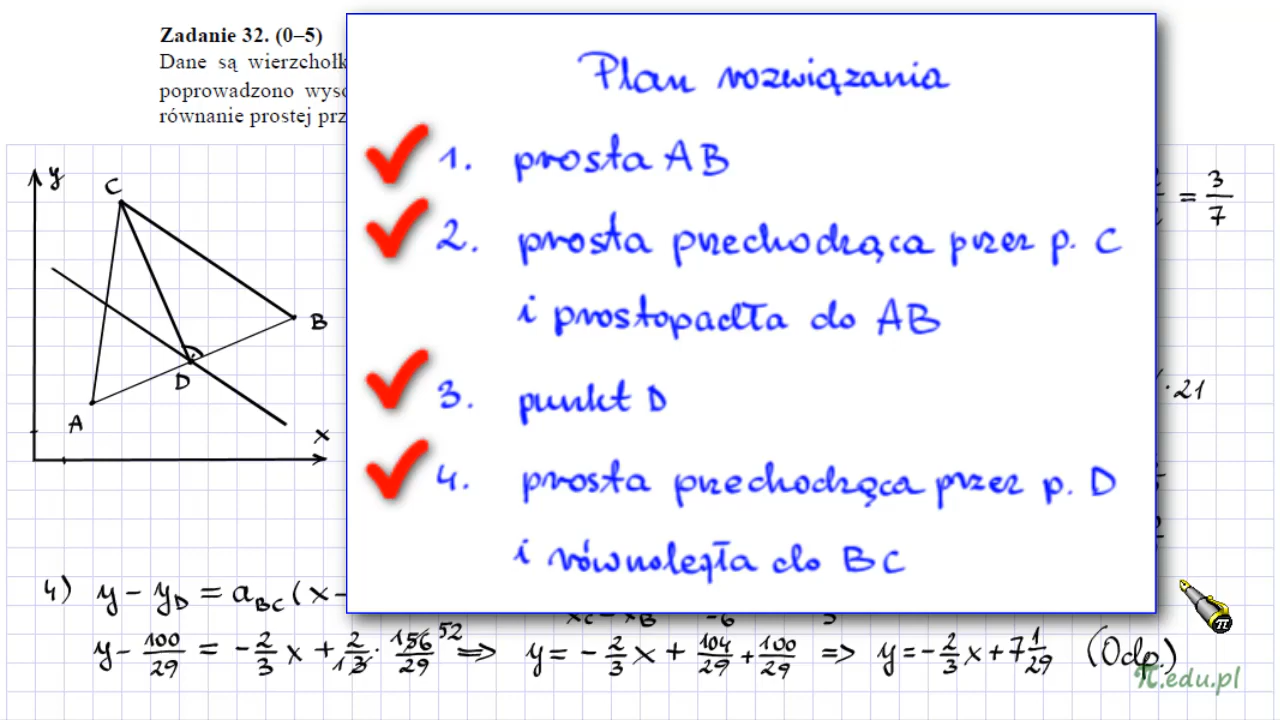 Zadanie 32. (0–5)
Dane są
poprowadzono
równanie prostej
Plan rozwiązania
1. prosta AB
2. prosta przechodząca przez p. C
i prostopadła do AB
3. punkt D
4. prosta przechodząca przez p. D
i równoległa do BC
y
C
B
D
A
x
= 3/7
· 21
4) y - y_D = a_BC (x -
y - 100/29 = -2/3 x + 2/3 · 156/29 52 => y = -2/3 x + 104/29 + 100/29 => y = -2/3 x + 7 1/29 (Odp.)
π
π.edu.pl